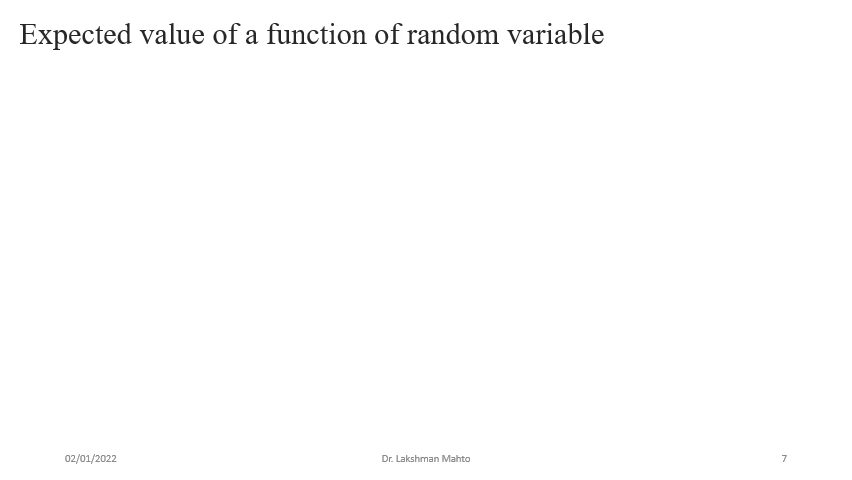 Expected value of a function of random variable
02/01/2022
Dr. Lakshman Mahto
7